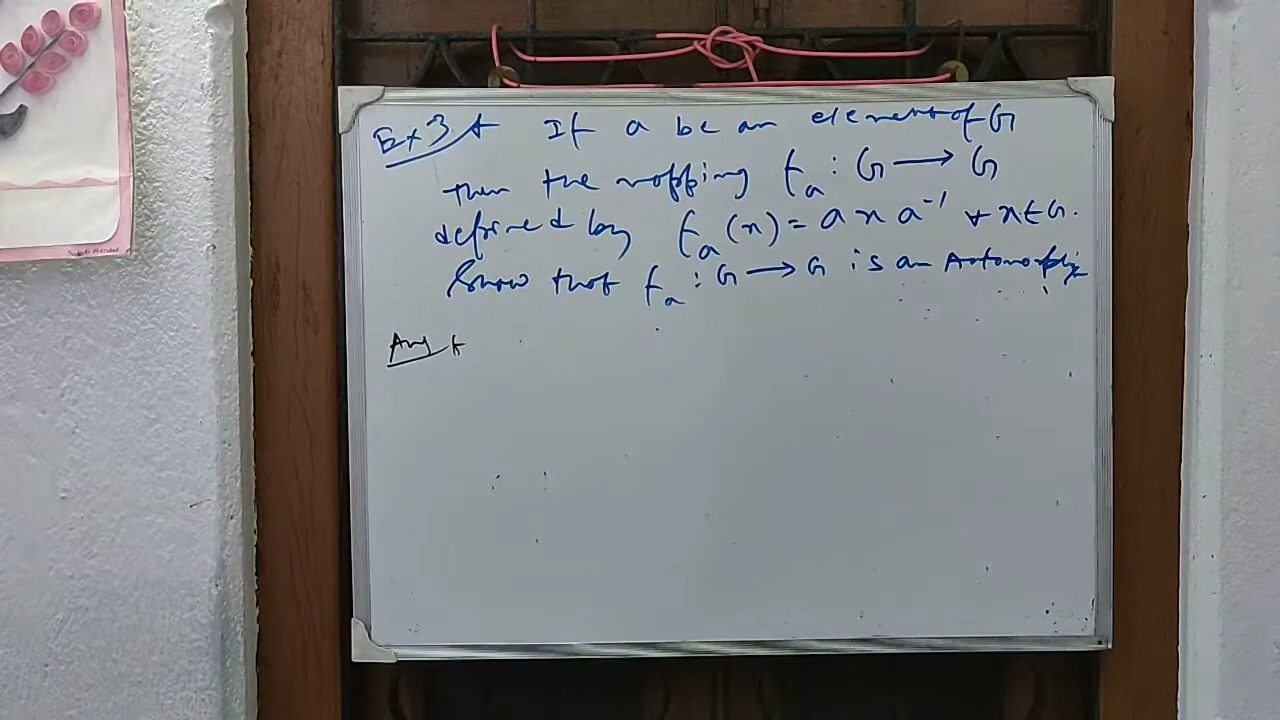 Ex 3 If a be an element of G
then the mapping fₐ : G ⟶ G
defined by fₐ(x) = a x a⁻¹ ∀ x ∈ G.
Show that fₐ : G ⟶ G is an Automorphism
Ans